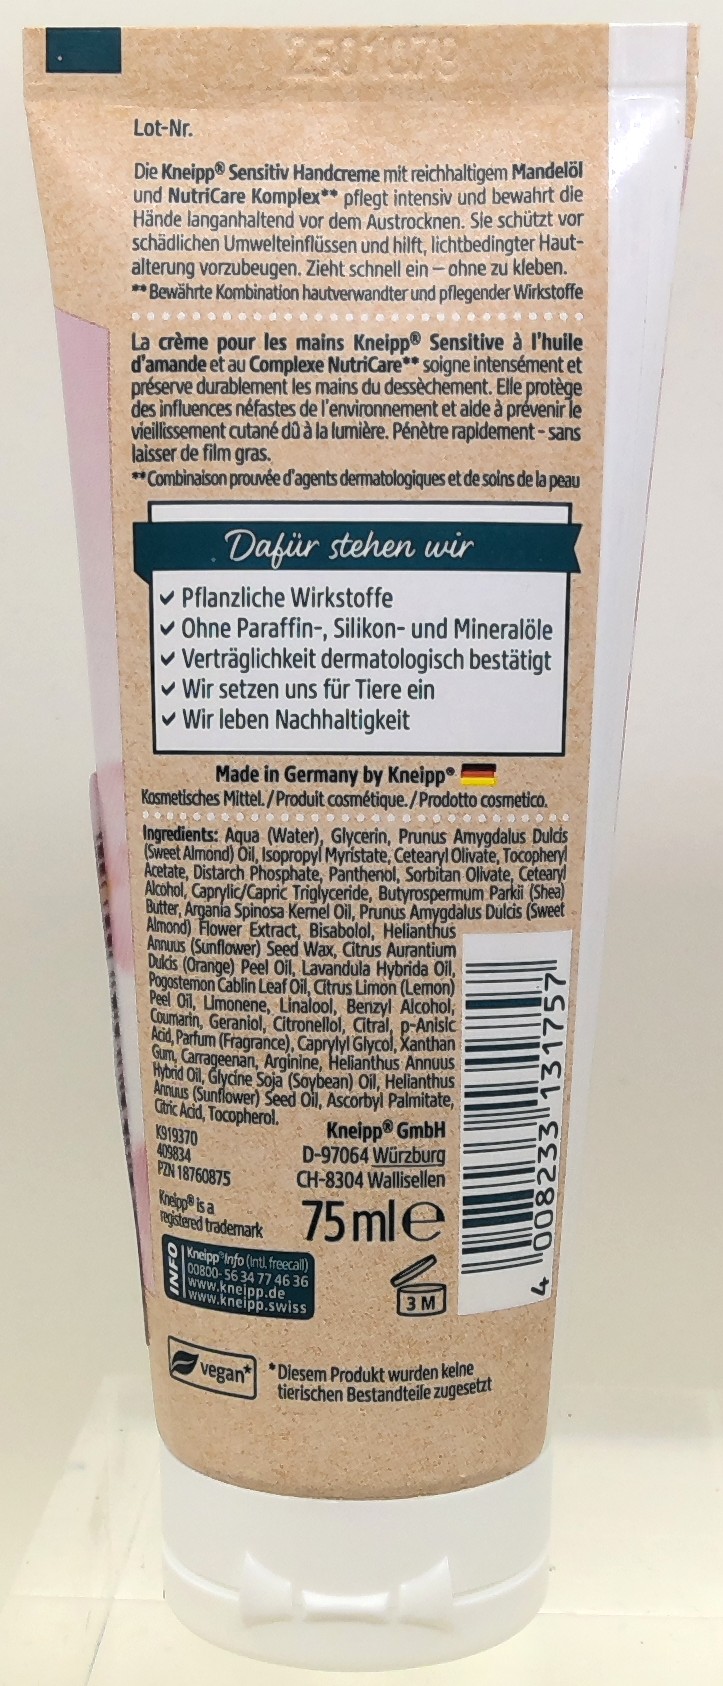 2501079
Lot-Nr.
Die Kneipp® Sensitiv Handcreme mit reichhaltigem Mandelöl
und NutriCare Komplex** pflegt intensiv und bewahrt die
Hände langanhaltend vor dem Austrocknen. Sie schützt vor
schädlichen Umwelteinflüssen und hilft, lichtbedingter Haut-
alterung vorzubeugen. Zieht schnell ein – ohne zu kleben.
** Bewährte Kombination hautverwandter und pflegender Wirkstoffe
La crème pour les mains Kneipp® Sensitive à l'huile
d'amande et au Complexe NutriCare** soigne intensément et
préserve durablement les mains du dessèchement. Elle protège
des influences néfastes de l'environnement et aide à prévenir le
vieillissement cutané dû à la lumière. Pénètre rapidement - sans
laisser de film gras.
**Combinaison prouvée d'agents dermatologiques et de soins de la peau
Dafür stehen wir
✓ Pflanzliche Wirkstoffe
✓ Ohne Paraffin-, Silikon- und Mineralöle
✓ Verträglichkeit dermatologisch bestätigt
✓ Wir setzen uns für Tiere ein
✓ Wir leben Nachhaltigkeit
Made in Germany by Kneipp®
Kosmetisches Mittel./Produit cosmétique./Prodotto cosmetico.
Ingredients: Aqua (Water), Glycerin, Prunus Amygdalus Dulcis
(Sweet Almond) Oil, Isopropyl Myristate, Cetearyl Olivate, Tocopheryl
Acetate, Distarch Phosphate, Panthenol, Sorbitan Olivate, Cetearyl
Alcohol, Caprylic/Capric Triglyceride, Butyrospermum Parkii (Shea)
Butter, Argania Spinosa Kernel Oil, Prunus Amygdalus Dulcis (Sweet
Almond) Flower Extract, Bisabolol, Helianthus
Annuus (Sunflower) Seed Wax, Citrus Aurantium
Dulcis (Orange) Peel Oil, Lavandula Hybrida Oil,
Pogostemon Cablin Leaf Oil, Citrus Limon (Lemon)
Peel Oil, Limonene, Linalool, Benzyl Alcohol,
Coumarin, Geraniol, Citronellol, Citral, p-Anisic
Acid, Parfum (Fragrance), Caprylyl Glycol, Xanthan
Gum, Carrageenan, Arginine, Helianthus Annuus
Hybrid Oil, Glycine Soja (Soybean) Oil, Helianthus
Annuus (Sunflower) Seed Oil, Ascorbyl Palmitate,
Citric Acid, Tocopherol.
K919370
409834
PZN 18760875
Kneipp® GmbH
D-97064 Würzburg
CH-8304 Wallisellen
Kneipp® is a
registered trademark
75 ml e
INFO
Kneipp® Info (intl. freecall)
00800- 56 34 77 46 36
www.kneipp.de
www.kneipp.swiss
3 M
4 008233 131757
vegan*
*Diesem Produkt wurden keine
tierischen Bestandteile zugesetzt